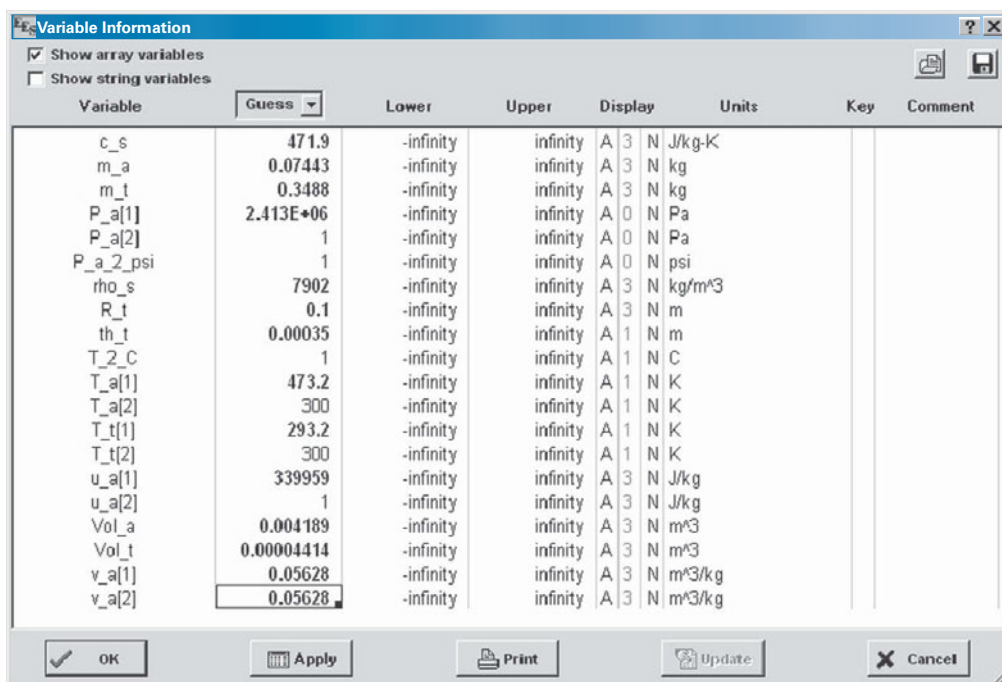 EES Variable Information ? X
Show array variables
Show string variables
Variable Guess Lower Upper Display Units Key Comment
c_s 471.9 -infinity infinity A 3 N J/kg-K
m_a 0.07443 -infinity infinity A 3 N kg
m_t 0.3488 -infinity infinity A 3 N kg
P_a[1] 2.413E+06 -infinity infinity A 0 N Pa
P_a[2] 1 -infinity infinity A 0 N Pa
P_a_2_psi 1 -infinity infinity A 0 N psi
rho_s 7902 -infinity infinity A 3 N kg/m^3
R_t 0.1 -infinity infinity A 3 N m
th_t 0.00035 -infinity infinity A 1 N m
T_2_C 1 -infinity infinity A 1 N C
T_a[1] 473.2 -infinity infinity A 1 N K
T_a[2] 300 -infinity infinity A 1 N K
T_t[1] 293.2 -infinity infinity A 1 N K
T_t[2] 300 -infinity infinity A 1 N K
u_a[1] 339959 -infinity infinity A 3 N J/kg
u_a[2] 1 -infinity infinity A 3 N J/kg
Vol_a 0.004189 -infinity infinity A 3 N m^3
Vol_t 0.00004414 -infinity infinity A 3 N m^3
v_a[1] 0.05628 -infinity infinity A 3 N m^3/kg
v_a[2] 0.05628 -infinity infinity A 3 N m^3/kg
OK Apply Print Update Cancel